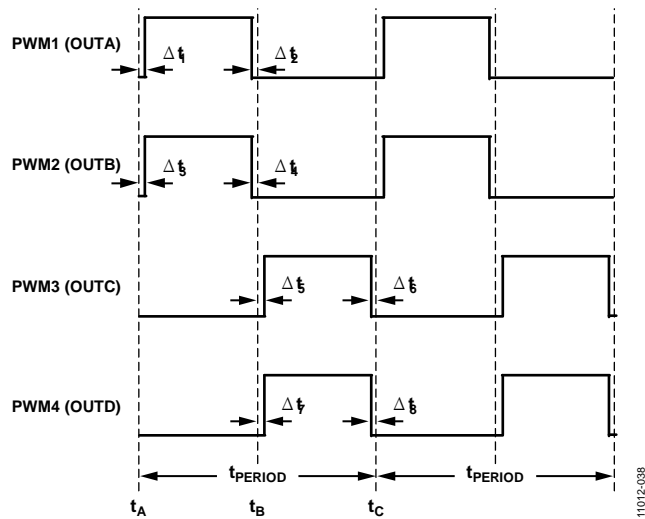 PWM1 (OUTA)
Δt1
Δt2
PWM2 (OUTB)
Δt3
Δt4
PWM3 (OUTC)
Δt5
Δt6
PWM4 (OUTD)
Δt7
Δt8
tPERIOD
tPERIOD
tA
tB
tC
11012-038